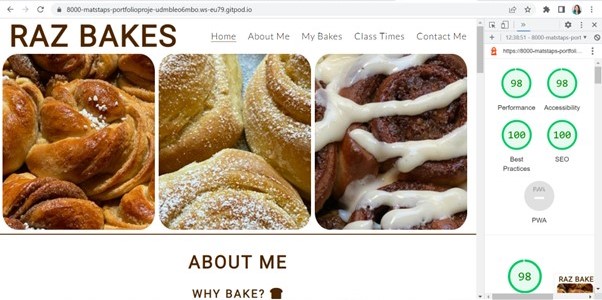 8000-matstaps-portfolioproje-udmbleo6mbo.ws-eu79.gitpod.io
RAZ BAKES
Home About Me My Bakes Class Times Contact Me
ABOUT ME
WHY BAKE?
12:38:51 - 8000-matstaps-port
https://8000-matstaps-portfoli...
98 98
Performance Accessibility
100 100
Best Practices SEO
PWA
PWA
98
RAZ BAKE